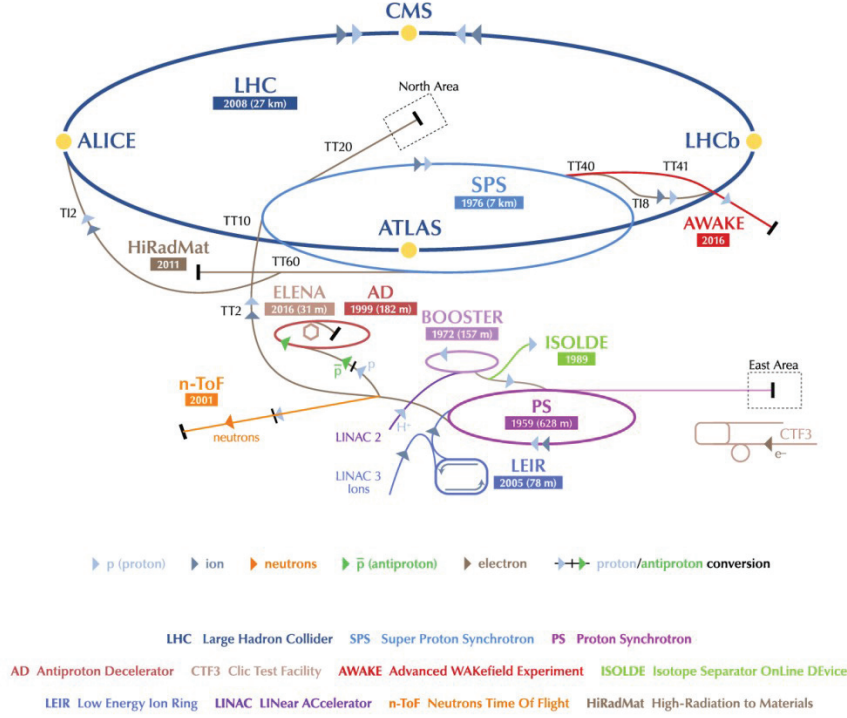 CMS
LHC
2008 (27 km)
North Area
ALICE
TT20
LHCb
TT40
TT41
SPS
1976 (7 km)
TI2
TT10
TI8
ATLAS
AWAKE
2016
HiRadMat
2011
TT60
ELENA
2016 (31 m)
AD
1999 (182 m)
TT2
BOOSTER
1972 (157 m)
ISOLDE
1989
p̅
p
East Area
n-ToF
2001
PS
1959 (628 m)
neutrons
LINAC 2
H⁺
CTF3
e–
LEIR
2005 (78 m)
LINAC 3
Ions
p (proton) ion neutrons p̅ (antiproton) electron proton/antiproton conversion
LHC Large Hadron Collider SPS Super Proton Synchrotron PS Proton Synchrotron
AD Antiproton Decelerator CTF3 Clic Test Facility AWAKE Advanced WAKefield Experiment ISOLDE Isotope Separator OnLine DEvice
LEIR Low Energy Ion Ring LINAC LINear ACcelerator n-ToF Neutrons Time Of Flight HiRadMat High-Radiation to Materials